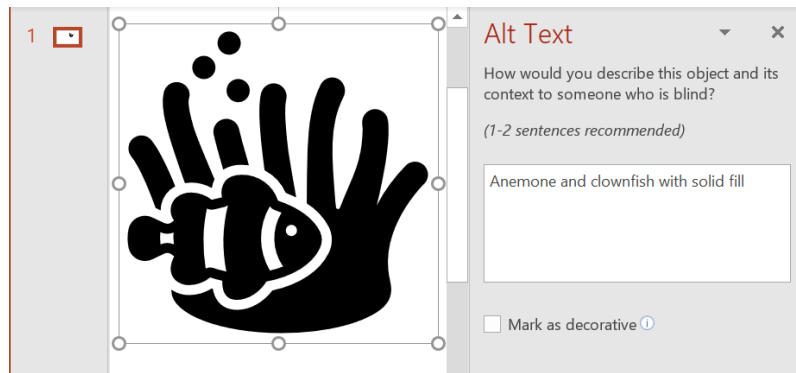 1
Alt Text
How would you describe this object and its
context to someone who is blind?
(1-2 sentences recommended)
Anemone and clownfish with solid fill
Mark as decorative